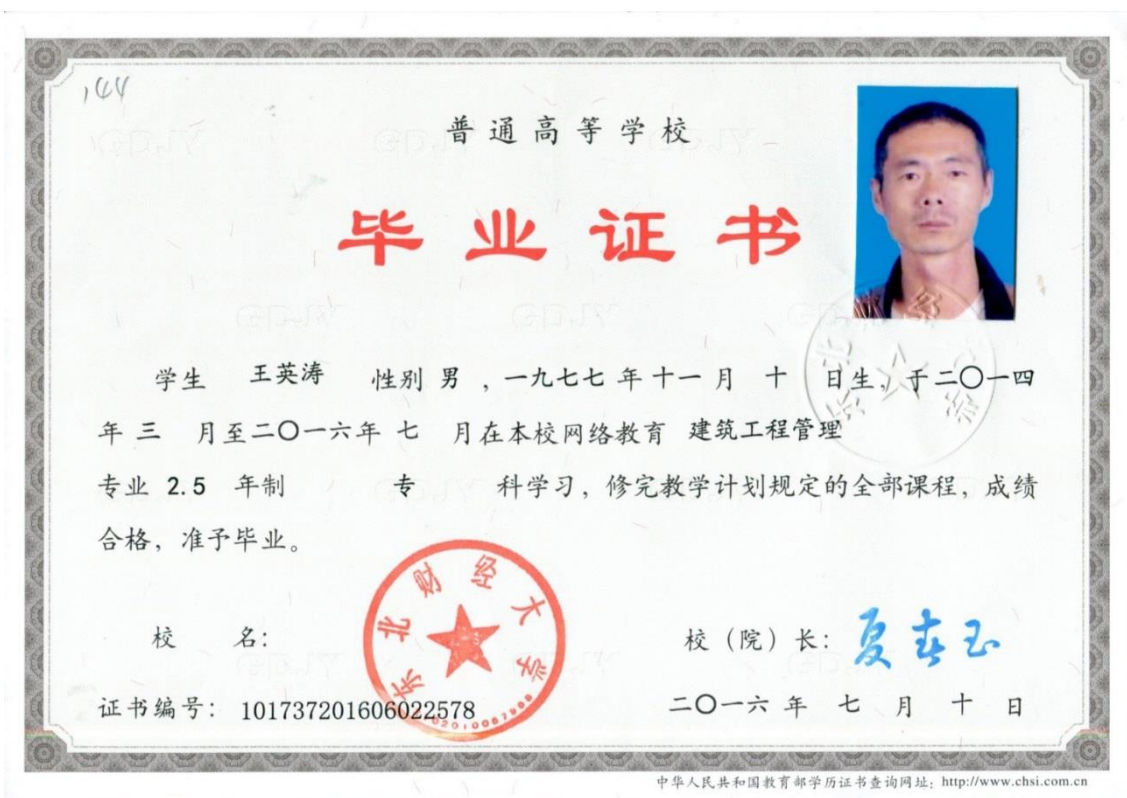 144
普通高等学校
毕业证书
学生 王英涛 性别 男 ，一九七七 年 十一 月 十 日生，于二〇一四
年 三 月至二〇一六年 七 月在本校网络教育 建筑工程管理
专业 2.5 年制 专 科学习，修完教学计划规定的全部课程，成绩
合格，准予毕业。
东北财经大学
校 名：
校（院）长：夏春玉
证书编号：101737201606022578
二〇一六 年 七 月 十 日
中华人民共和国教育部学历证书查询网址：http://www.chsi.com.cn